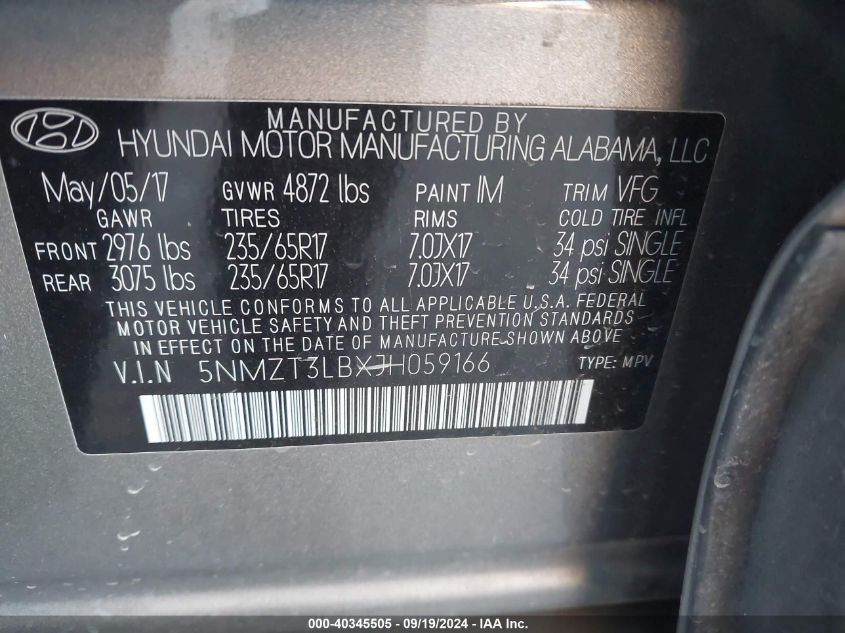 MANUFACTURED BY
HYUNDAI MOTOR MANUFACTURING ALABAMA, LLC
May/05/17 GVWR 4872 lbs PAINT IM TRIM VFG
GAWR TIRES RIMS COLD TIRE INFL
FRONT 2976 lbs 235/65R17 7.0JX17 34 psi SINGLE
REAR 3075 lbs 235/65R17 7.0JX17 34 psi SINGLE
THIS VEHICLE CONFORMS TO ALL APPLICABLE U.S.A. FEDERAL
MOTOR VEHICLE SAFETY AND THEFT PREVENTION STANDARDS
IN EFFECT ON THE DATE OF MANUFACTURE SHOWN ABOVE
V.I.N 5NMZT3LBXJH059166 TYPE: MPV
000-40345505 - 09/19/2024 - IAA Inc.